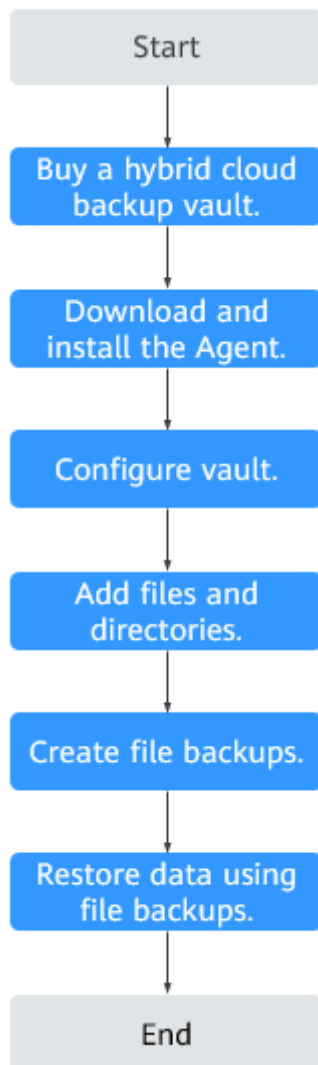 Start
Buy a hybrid cloud
backup vault.
Download and
install the Agent.
Configure vault.
Add files and
directories.
Create file backups.
Restore data using
file backups.
End